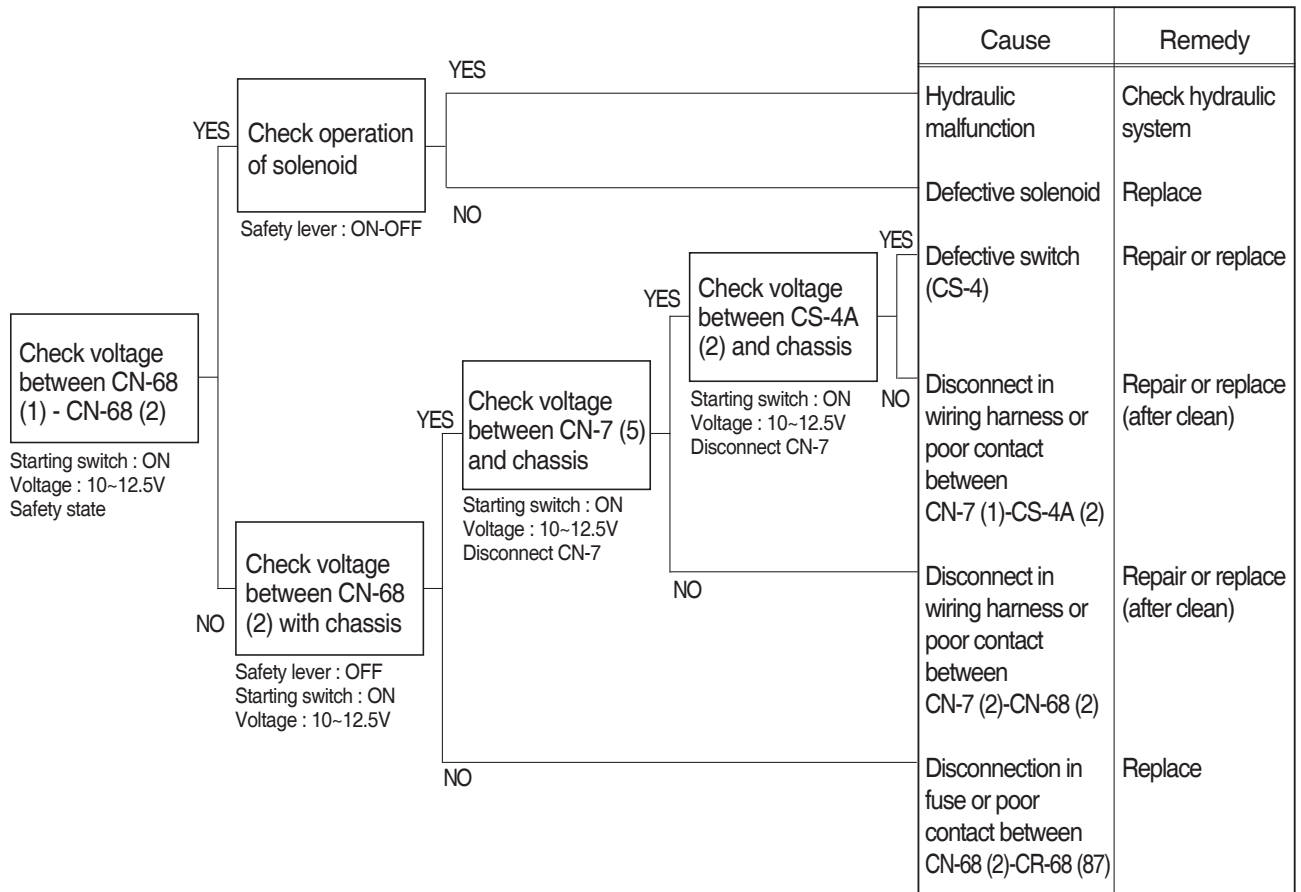 Cause
Remedy
YES
Hydraulic
malfunction
Check hydraulic
system
YES
Check operation
of solenoid
Defective solenoid
Replace
NO
Safety lever : ON-OFF
YES
Defective switch
(CS-4)
Repair or replace
YES
Check voltage
between CS-4A
(2) and chassis
Check voltage
between CN-68
(1) - CN-68 (2)
Starting switch : ON
Voltage : 10~12.5V
Disconnect CN-7
NO
Disconnect in
wiring harness or
poor contact
between
CN-7 (1)-CS-4A (2)
Repair or replace
(after clean)
YES
Check voltage
between CN-7 (5)
and chassis
Starting switch : ON
Voltage : 10~12.5V
Safety state
Starting switch : ON
Voltage : 10~12.5V
Disconnect CN-7
NO
Check voltage
between CN-68
(2) with chassis
NO
Disconnect in
wiring harness or
poor contact
between
CN-7 (2)-CN-68 (2)
Repair or replace
(after clean)
Safety lever : OFF
Starting switch : ON
Voltage : 10~12.5V
NO
Disconnection in
fuse or poor
contact between
CN-68 (2)-CR-68 (87)
Replace